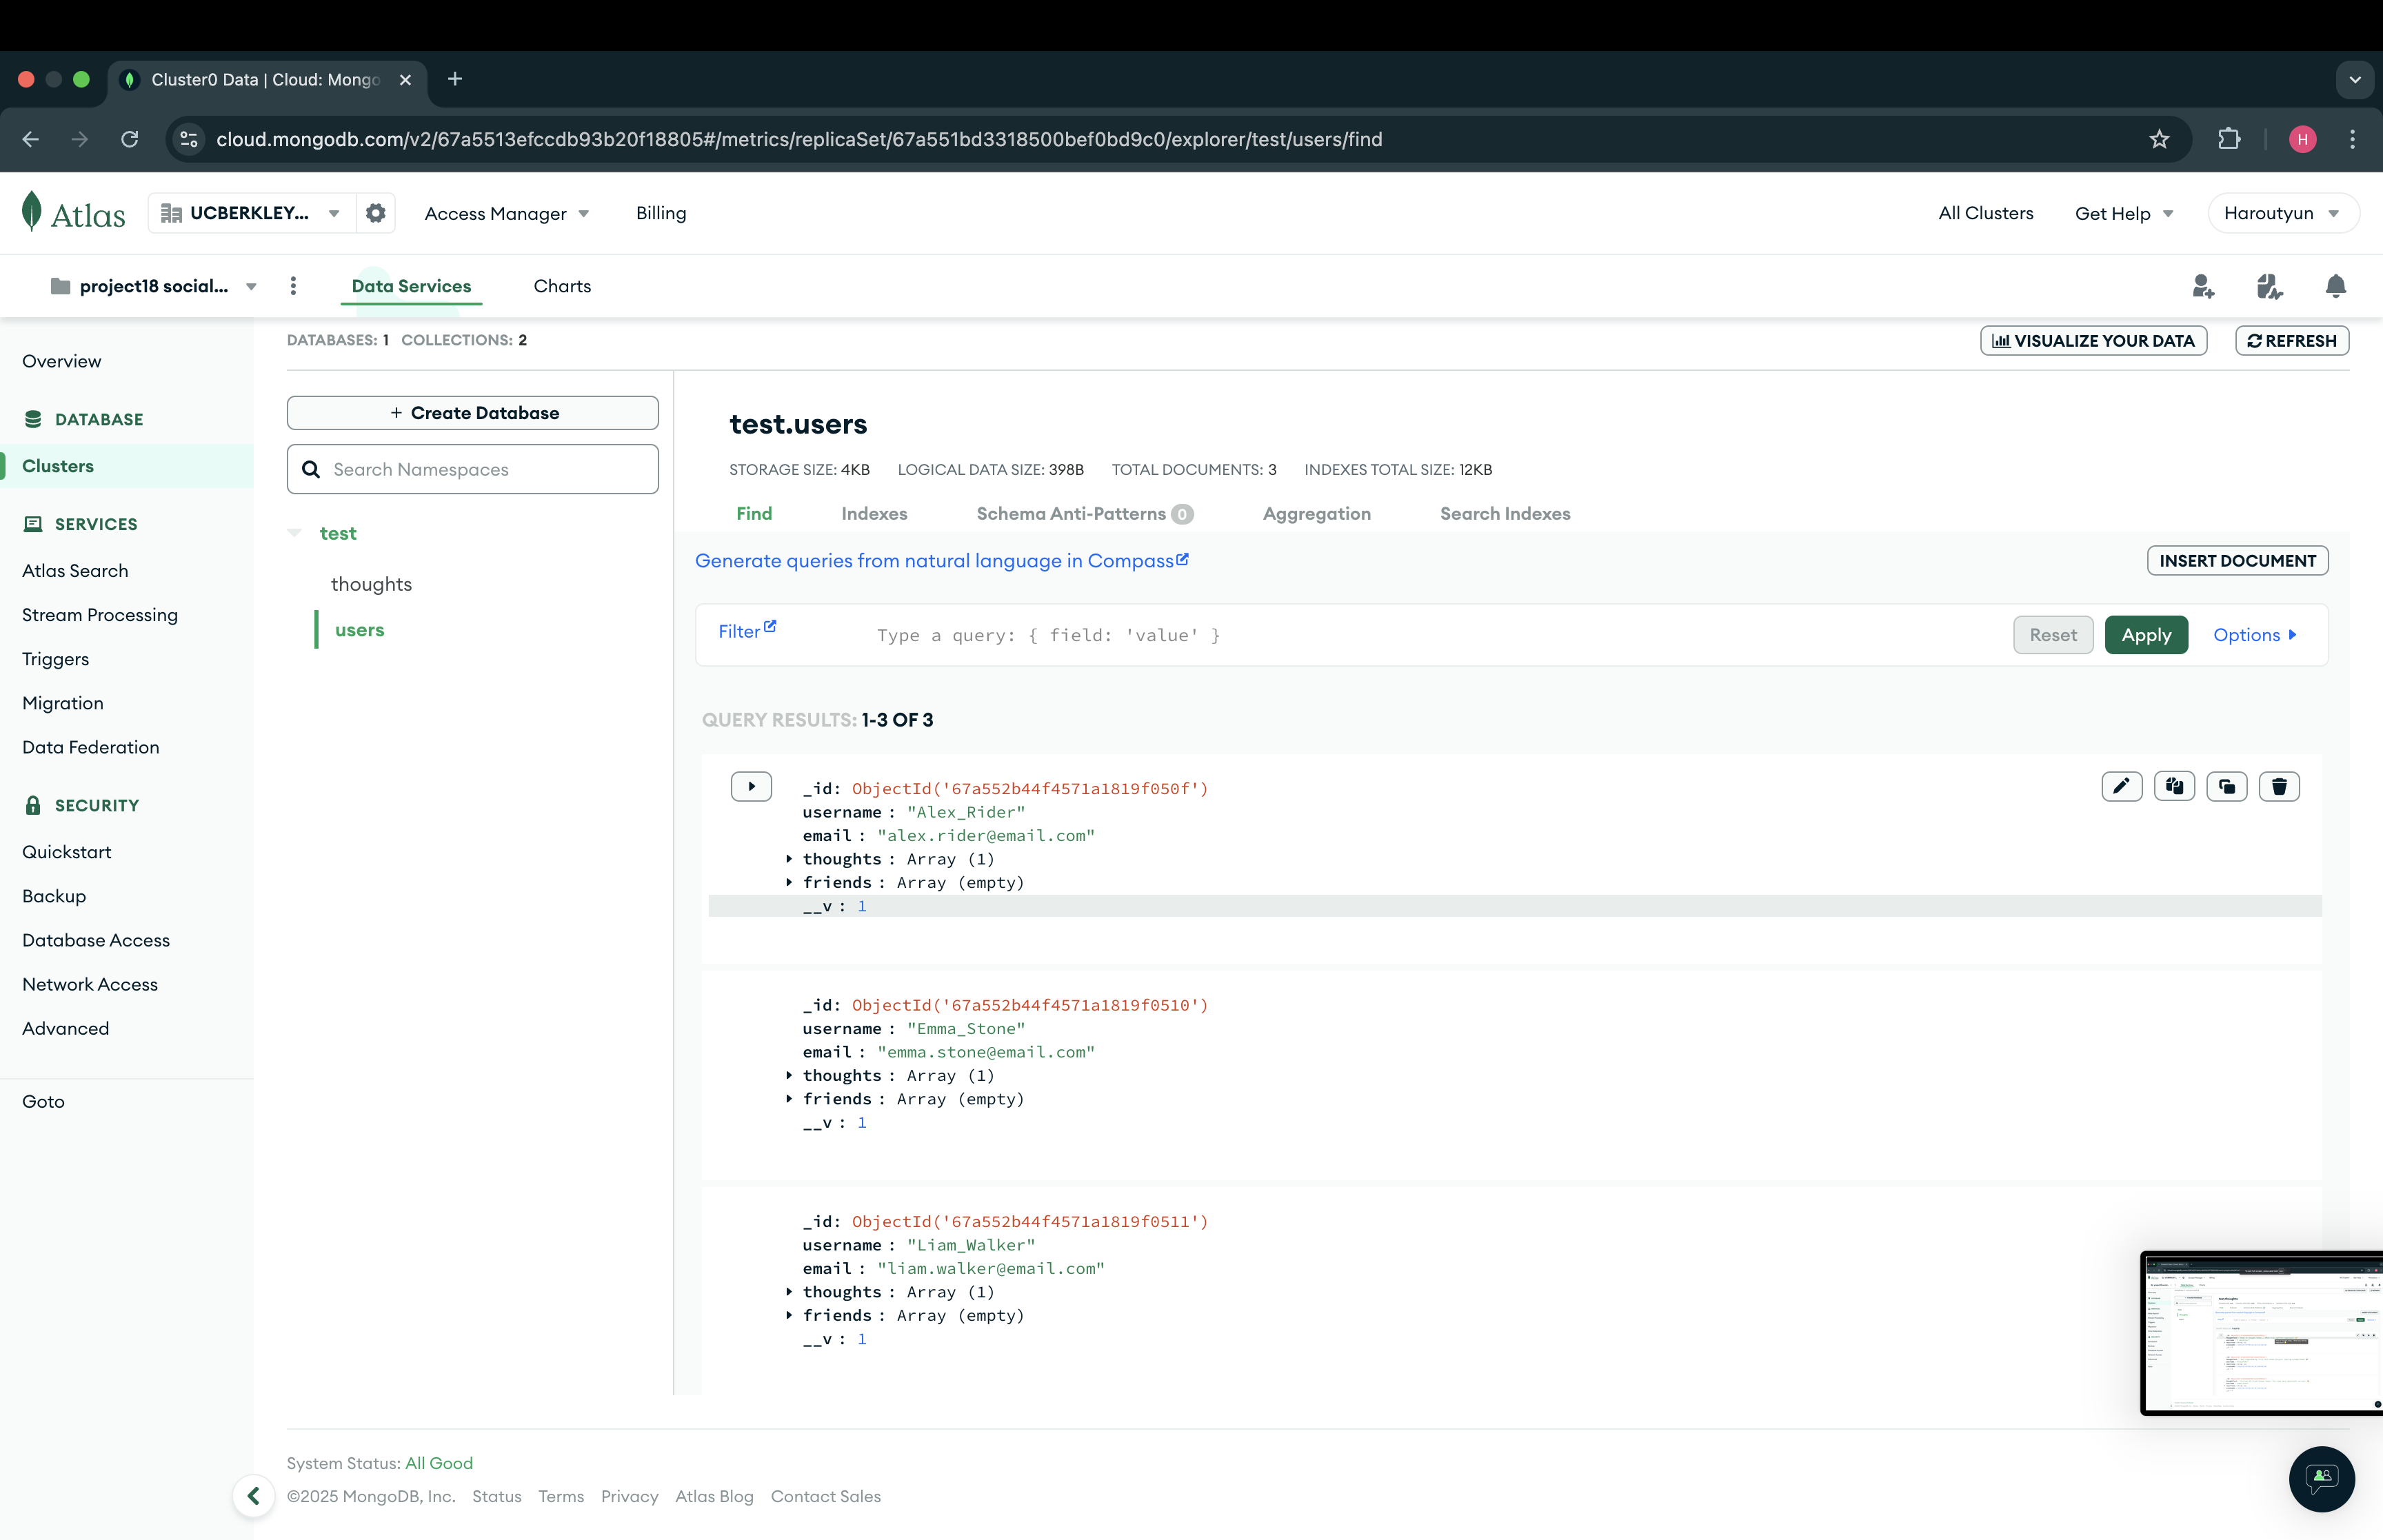 Cluster0 Data | Cloud: Mongo
cloud.mongodb.com/v2/67a5513efccdb93b20f18805#/metrics/replicaSet/67a551bd3318500bef0bd9c0/explorer/test/users/find
H
Atlas
UCBERKLEY...
Access Manager
Billing
All Clusters
Get Help
Haroutyun
project18 social...
Data Services
Charts
DATABASES: 1 COLLECTIONS: 2
VISUALIZE YOUR DATA
REFRESH
Overview
DATABASE
Clusters
SERVICES
Atlas Search
Stream Processing
Triggers
Migration
Data Federation
SECURITY
Quickstart
Backup
Database Access
Network Access
Advanced
Goto
+ Create Database
Search Namespaces
test
thoughts
users
test.users
STORAGE SIZE: 4KB LOGICAL DATA SIZE: 398B TOTAL DOCUMENTS: 3 INDEXES TOTAL SIZE: 12KB
Find Indexes Schema Anti-Patterns 0 Aggregation Search Indexes
Generate queries from natural language in Compass
INSERT DOCUMENT
Filter
Type a query: { field: 'value' }
Reset
Apply
Options
QUERY RESULTS: 1-3 OF 3
_id: ObjectId('67a552b44f4571a1819f050f')
username : "Alex_Rider"
email : "alex.rider@email.com"
thoughts : Array (1)
friends : Array (empty)
__v : 1
_id: ObjectId('67a552b44f4571a1819f0510')
username : "Emma_Stone"
email : "emma.stone@email.com"
thoughts : Array (1)
friends : Array (empty)
__v : 1
_id: ObjectId('67a552b44f4571a1819f0511')
username : "Liam_Walker"
email : "liam.walker@email.com"
thoughts : Array (1)
friends : Array (empty)
__v : 1
System Status: All Good
©2025 MongoDB, Inc. Status Terms Privacy Atlas Blog Contact Sales